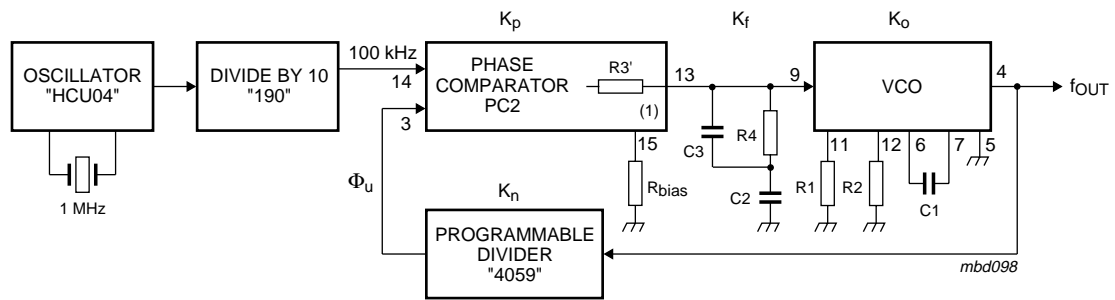 Kp
Kf
Ko
OSCILLATOR
"HCU04"
1 MHz
DIVIDE BY 10
"190"
100 kHz
14
3
PHASE
COMPARATOR
PC2
R3'
(1)
13
15
Rbias
C3
R4
C2
9
VCO
4
fOUT
11
12
6
7
5
R1
R2
C1
Φu
Kn
PROGRAMMABLE
DIVIDER
"4059"
mbd098